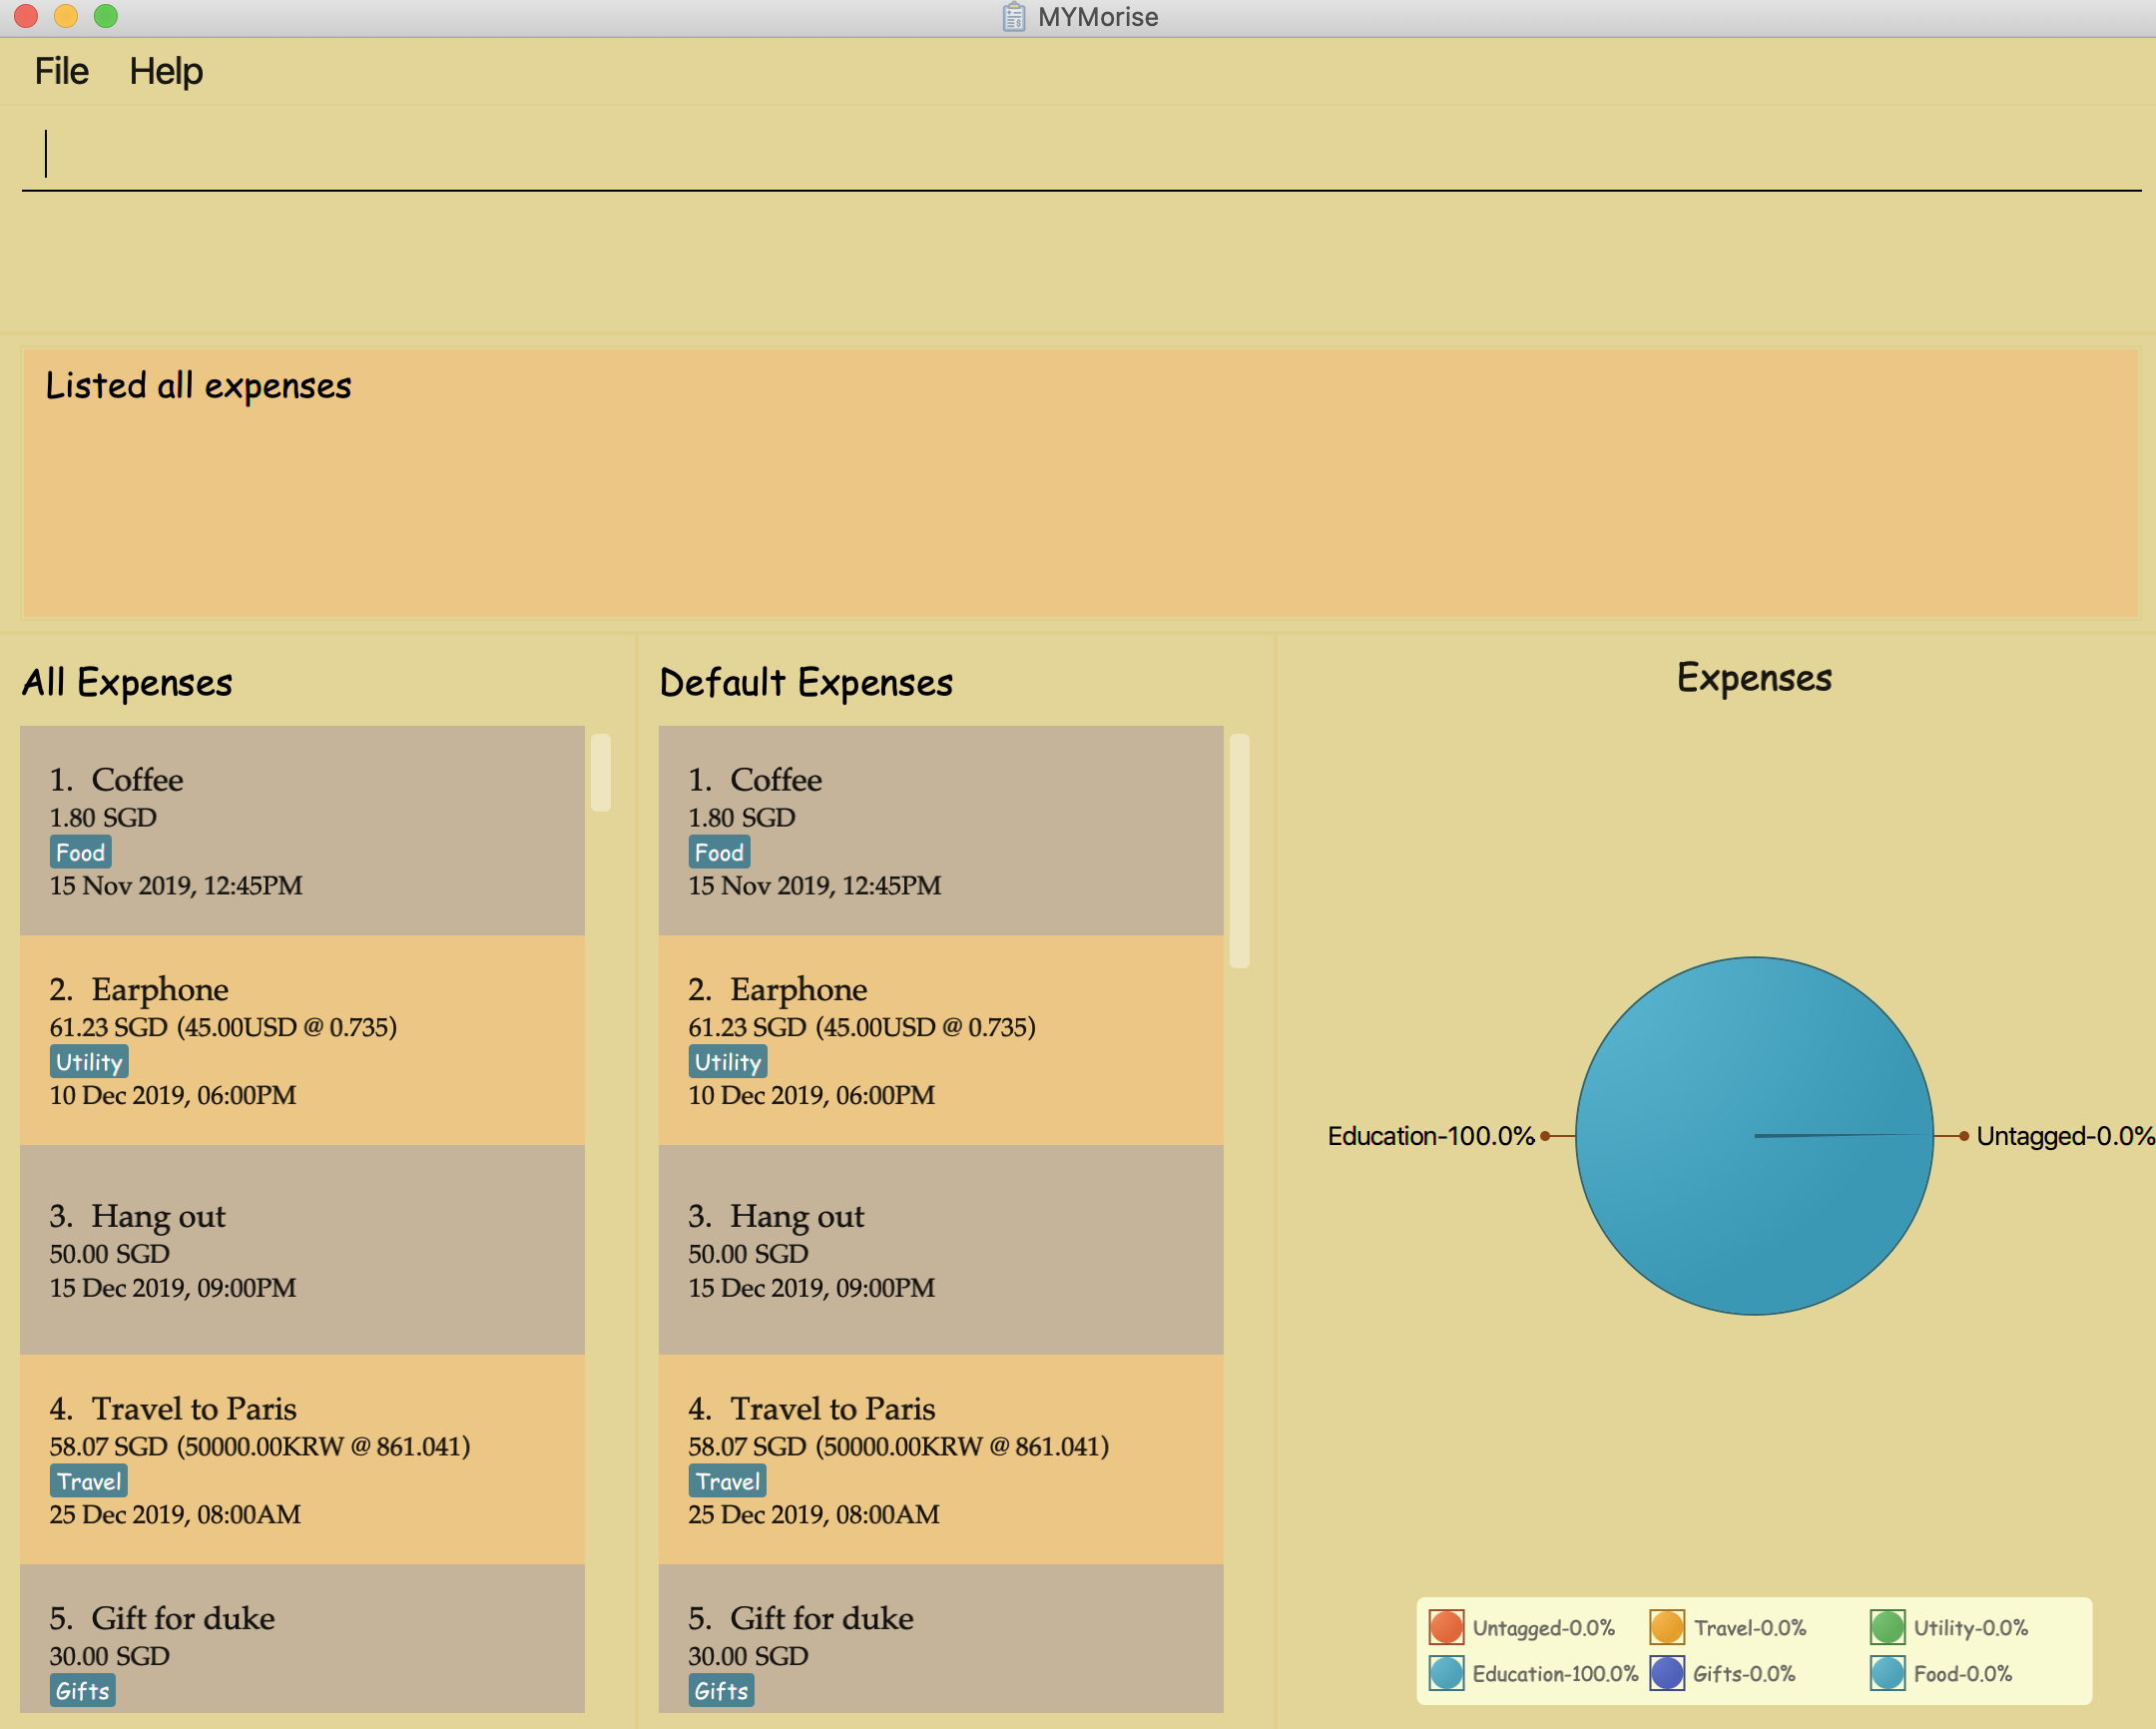 MYMorise
File Help
Listed all expenses
All Expenses
1. Coffee
1.80 SGD
Food
15 Nov 2019, 12:45PM
2. Earphone
61.23 SGD (45.00USD @ 0.735)
Utility
10 Dec 2019, 06:00PM
3. Hang out
50.00 SGD
15 Dec 2019, 09:00PM
4. Travel to Paris
58.07 SGD (50000.00KRW @ 861.041)
Travel
25 Dec 2019, 08:00AM
5. Gift for duke
30.00 SGD
Gifts
Default Expenses
1. Coffee
1.80 SGD
Food
15 Nov 2019, 12:45PM
2. Earphone
61.23 SGD (45.00USD @ 0.735)
Utility
10 Dec 2019, 06:00PM
3. Hang out
50.00 SGD
15 Dec 2019, 09:00PM
4. Travel to Paris
58.07 SGD (50000.00KRW @ 861.041)
Travel
25 Dec 2019, 08:00AM
5. Gift for duke
30.00 SGD
Gifts
Expenses
Education-100.0% Untagged-0.0%
Untagged-0.0% Travel-0.0% Utility-0.0%
Education-100.0% Gifts-0.0% Food-0.0%